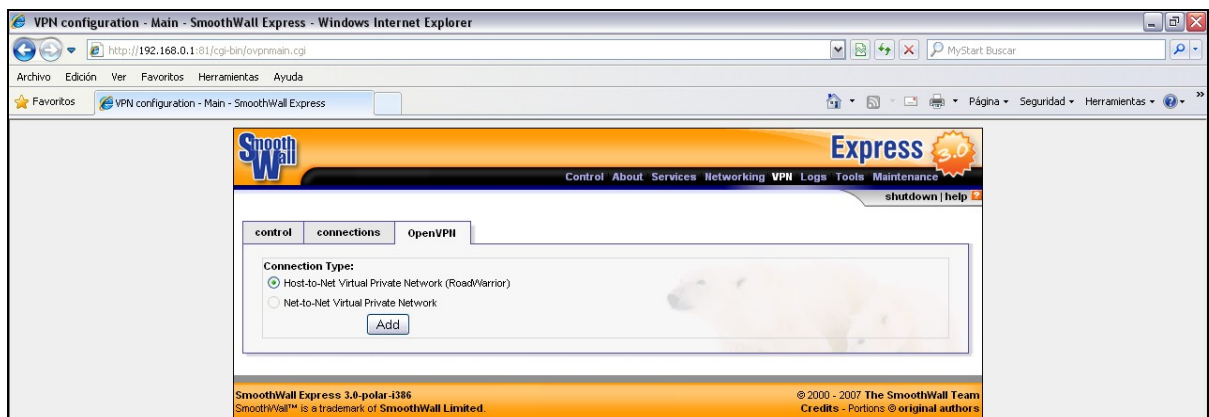 VPN configuration - Main - SmoothWall Express - Windows Internet Explorer
http://192.168.0.1:81/cgi-bin/ovpnmain.cgi
MyStart Buscar
Archivo Edición Ver Favoritos Herramientas Ayuda
Favoritos
VPN configuration - Main - SmoothWall Express
Página
Seguridad
Herramientas
Smooth
Wall
Express 3.0
Control About Services Networking VPN Logs Tools Maintenance
shutdown | help
control
connections
OpenVPN
Connection Type:
Host-to-Net Virtual Private Network (RoadWarrior)
Net-to-Net Virtual Private Network
Add
SmoothWall Express 3.0-polar-i386
SmoothWall™ is a trademark of SmoothWall Limited.
© 2000 - 2007 The SmoothWall Team
Credits - Portions © original authors